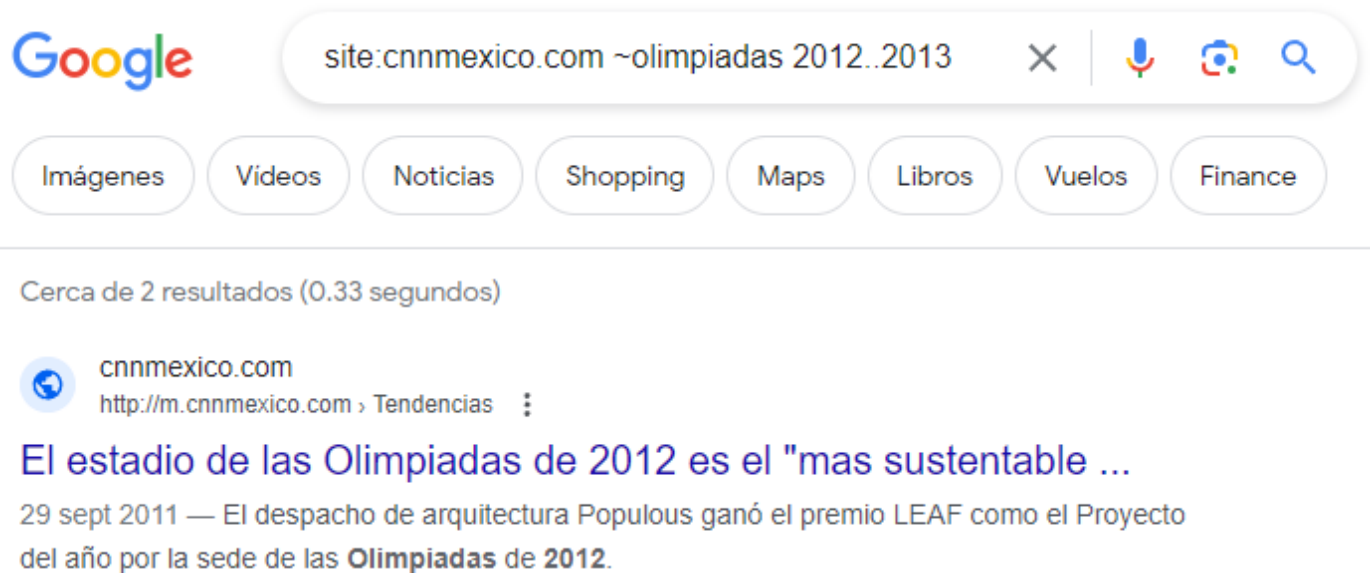 Google
site:cnnmexico.com ~olimpiadas 2012..2013
Imágenes Vídeos Noticias Shopping Maps Libros Vuelos Finance
Cerca de 2 resultados (0.33 segundos)
cnnmexico.com
http://m.cnnmexico.com › Tendencias
El estadio de las Olimpiadas de 2012 es el "mas sustentable ...
29 sept 2011 — El despacho de arquitectura Populous ganó el premio LEAF como el Proyecto
del año por la sede de las Olimpiadas de 2012.